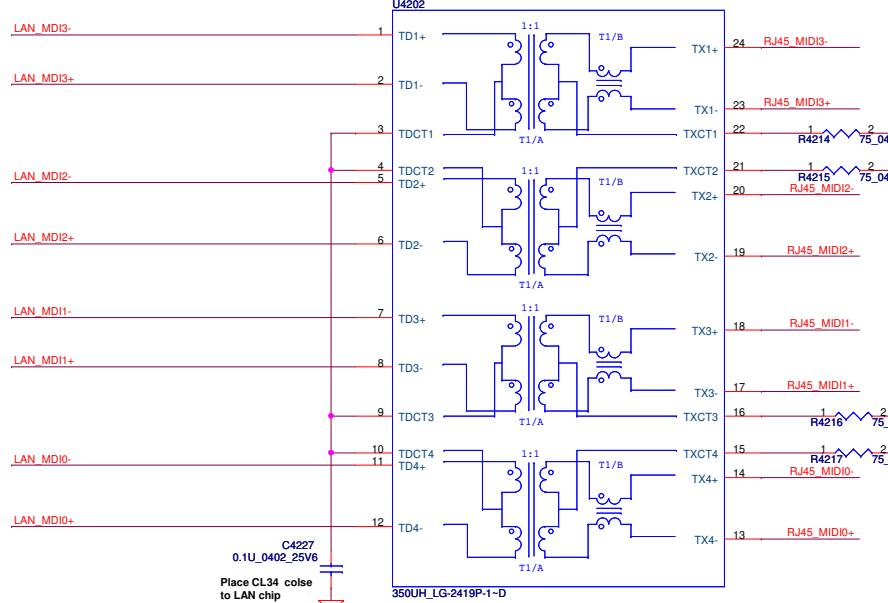 U4202
LAN_MDI3- 1 TD1+ 1:1 T1/B TX1+ 24 RJ45_MIDI3-
LAN_MDI3+ 2 TD1- TX1- 23 RJ45_MIDI3+
3 TDCT1 T1/A TXCT1 22 1 2
R4214 75_04
4 TDCT2 1:1 TXCT2 21 1 2
R4215 75_04
LAN_MDI2- 5 TD2+ T1/B TX2+ 20 RJ45_MIDI2-
LAN_MDI2+ 6 TD2- TX2- 19 RJ45_MIDI2+
T1/A
LAN_MDI1- 7 TD3+ 1:1 T1/B TX3+ 18 RJ45_MIDI1-
LAN_MDI1+ 8 TD3- TX3- 17 RJ45_MIDI1+
9 TDCT3 T1/A TXCT3 16 1 2
R4216 75_
10 TDCT4 1:1 TXCT4 15 1 2
R4217 75_
LAN_MDI0- 11 TD4+ T1/B TX4+ 14 RJ45_MIDI0-
LAN_MDI0+ 12 TD4- TX4- 13 RJ45_MIDI0+
T1/A
C4227
0.1U_0402_25V6
Place CL34 colse
to LAN chip
350UH_LG-2419P-1~D